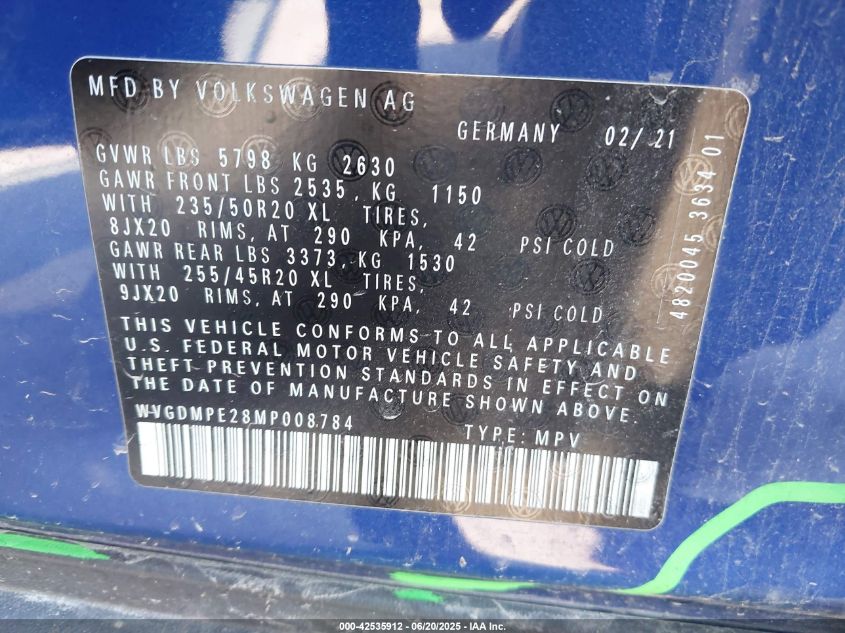 MFD BY VOLKSWAGEN AG
GERMANY 02/ 21
GVWR LBS 5798 KG 2630
GAWR FRONT LBS 2535, KG 1150
WITH 235/50R20 XL TIRES,
8JX20 RIMS, AT 290 KPA, 42 PSI COLD
GAWR REAR LBS 3373, KG 1530
WITH 255/45R20 XL TIRES,
9JX20 RIMS, AT 290 KPA, 42 PSI COLD
THIS VEHICLE CONFORMS TO ALL APPLICABLE
U.S. FEDERAL MOTOR VEHICLE SAFETY AND
THEFT PREVENTION STANDARDS IN EFFECT ON
THE DATE OF MANUFACTURE SHOWN ABOVE.
WVGDMPE28MP008784 TYPE: MPV
4820045 3634 01
000-42535912 - 06/20/2025 - IAA Inc.